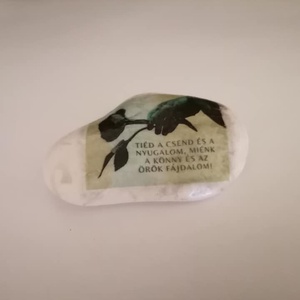 TIÉD A CSEND ÉS A
NYUGALOM, MIÉNK
A KÖNNY ÉS AZ
ÖRÖK FÁJDALOM!